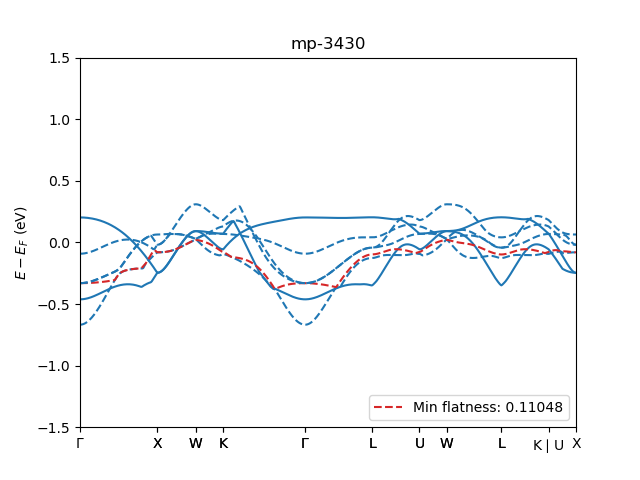 mp-3430
1.5
1.0
0.5
0.0
−0.5
−1.0
−1.5
E − E_F (eV)
Min flatness: 0.11048
Γ X W K Γ L U W L K | U X